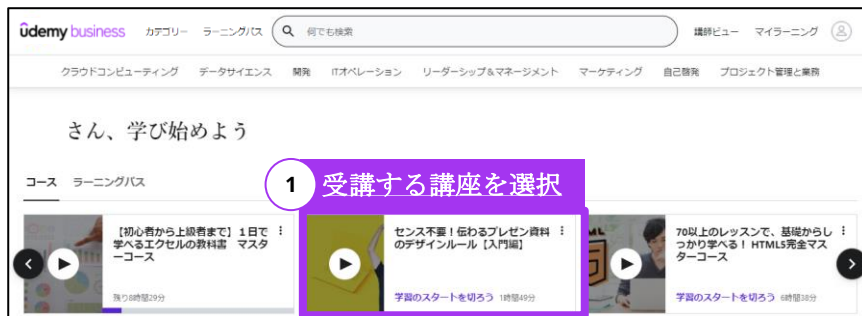 ûdemy business カテゴリー ラーニングパス 何でも検索 講師ビュー マイラーニング
クラウドコンピューティング データサイエンス 開発 ITオペレーション リーダーシップ&マネージメント マーケティング 自己啓発 プロジェクト管理と業務
さん、学び始めよう
コース ラーニングパス
1 受講する講座を選択
【初心者から上級者まで】1日で
学べるエクセルの教科書 マスタ
ーコース
残り8時間29分
センス不要!伝わるプレゼン資料
のデザインルール【入門編】
学習のスタートを切ろう 1時間49分
70以上のレッスンで、基礎からし
っかり学べる! HTML5完全マス
ターコース
学習のスタートを切ろう 6時間38分